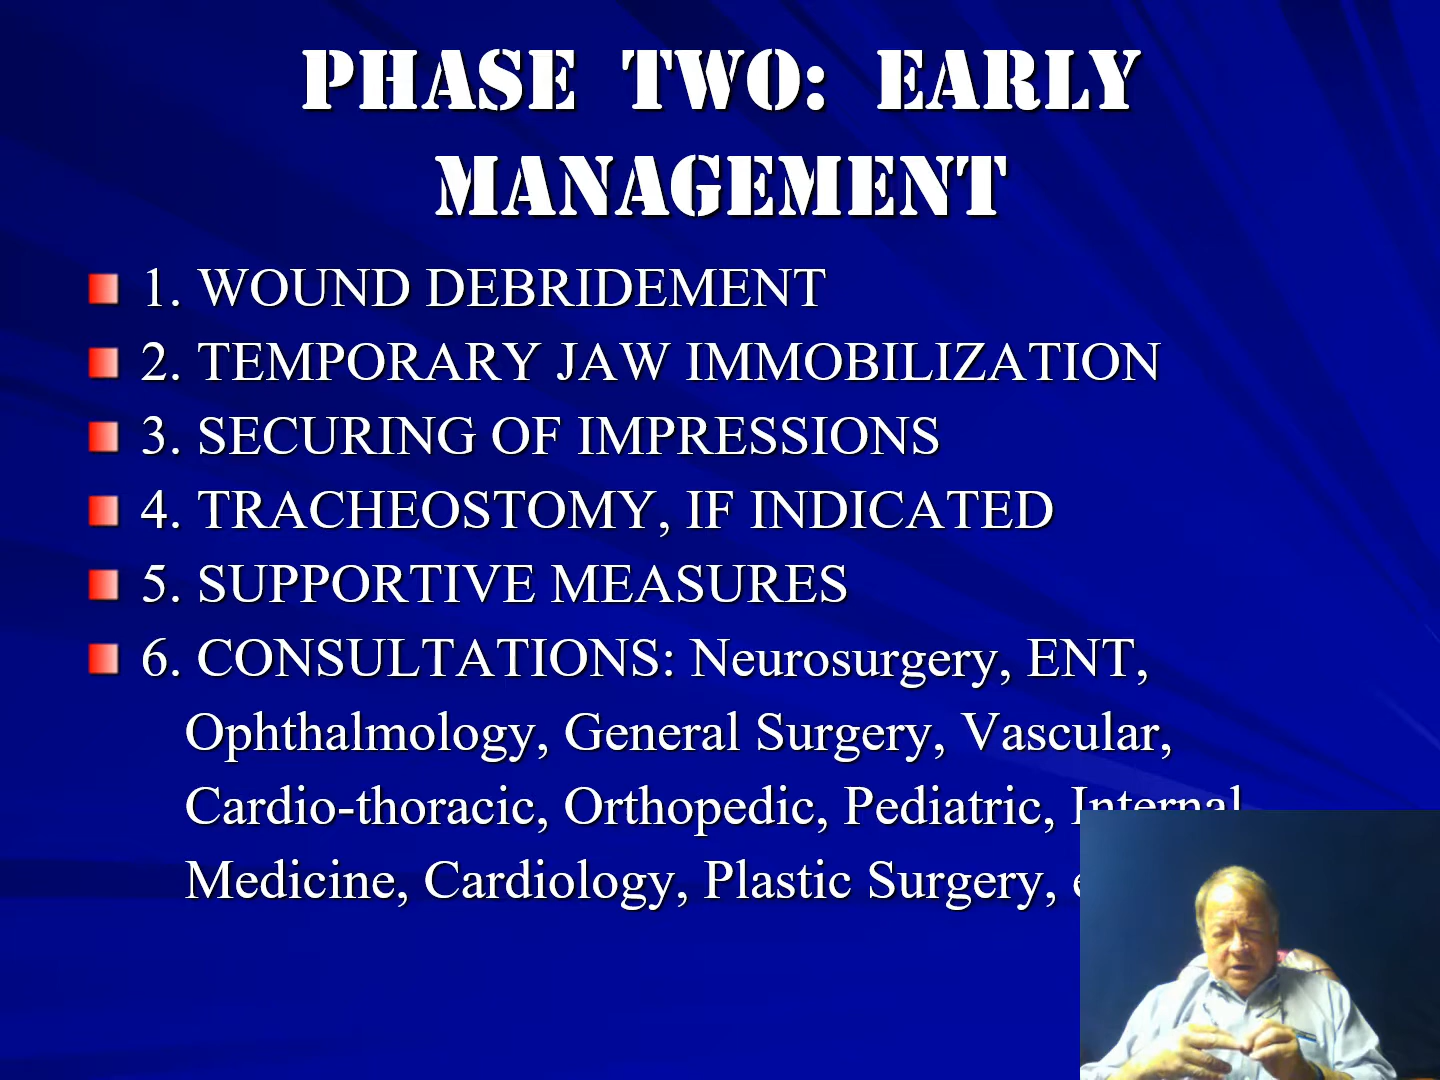 PHASE TWO: EARLY
MANAGEMENT
1. WOUND DEBRIDEMENT
2. TEMPORARY JAW IMMOBILIZATION
3. SECURING OF IMPRESSIONS
4. TRACHEOSTOMY, IF INDICATED
5. SUPPORTIVE MEASURES
6. CONSULTATIONS: Neurosurgery, ENT,
Ophthalmology, General Surgery, Vascular,
Cardio-thoracic, Orthopedic, Pediatric, Internal
Medicine, Cardiology, Plastic Surgery,